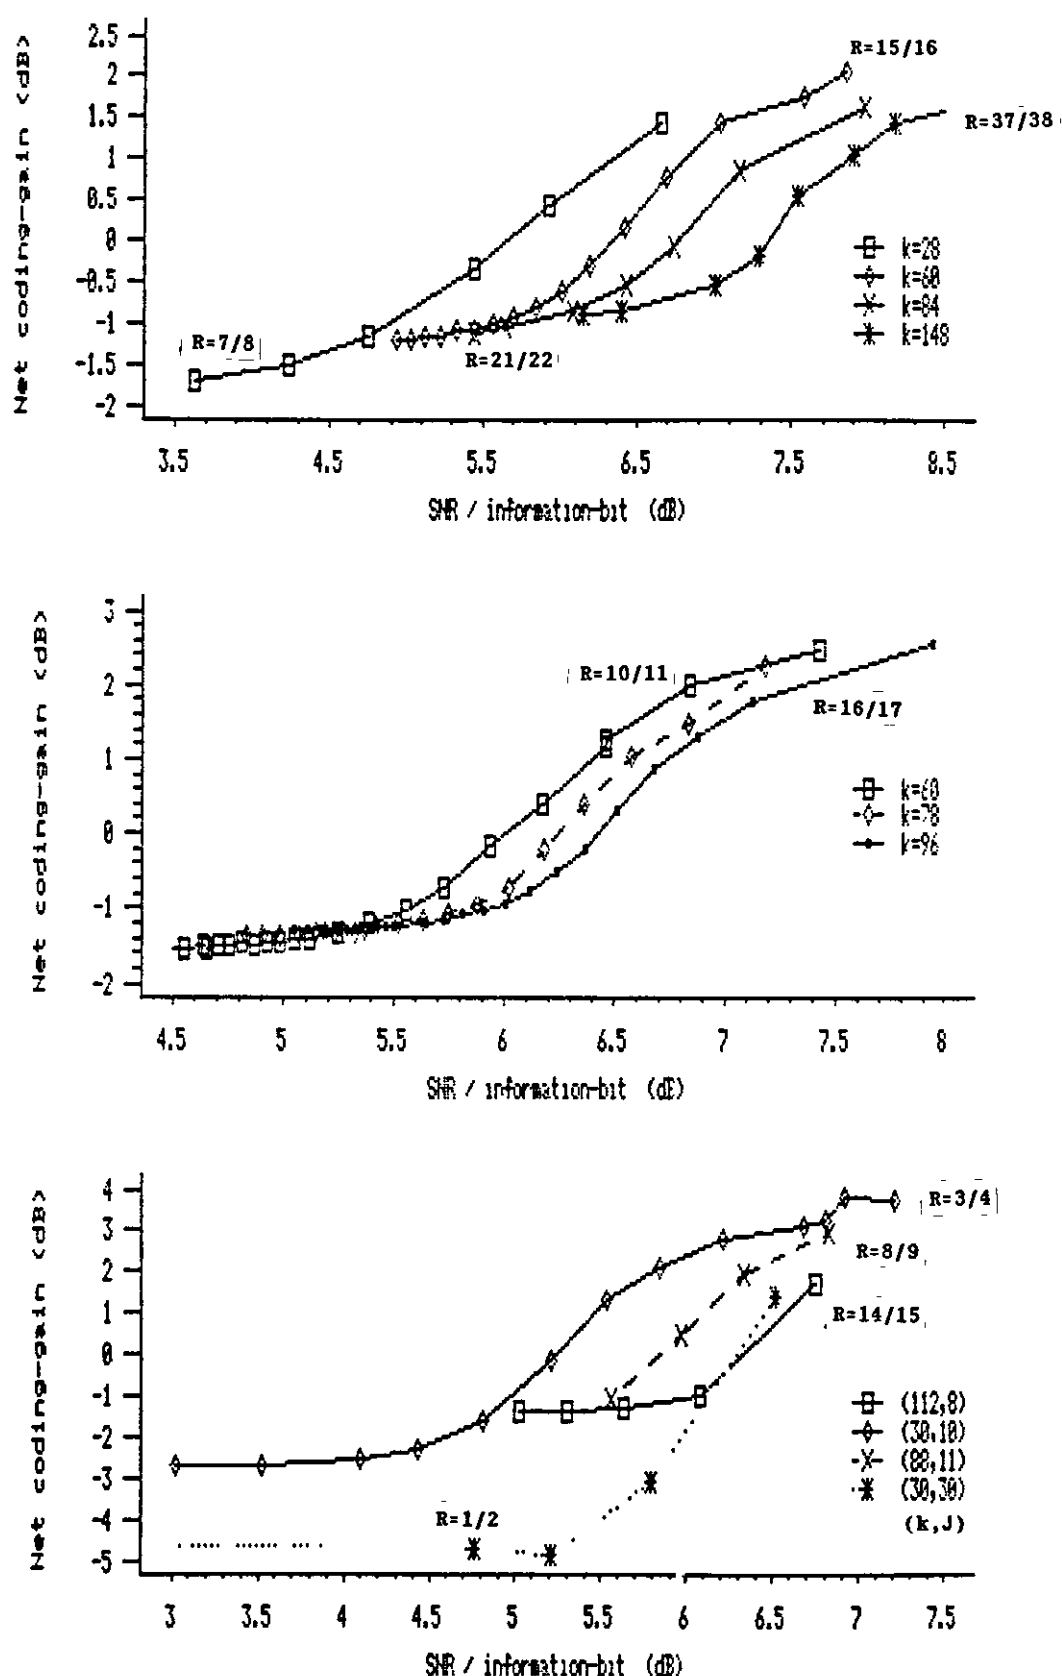 Net coding-gain <dB>
2.5
2
1.5
1
0.5
0
-0.5
-1
-1.5
-2
R=15/16
R=37/38
R=7/8
R=21/22
k=28
k=60
k=84
k=148
3.5 4.5 5.5 6.5 7.5 8.5
SNR / information-bit (dB)
Net coding-gain <dB>
3
2
1
0
-1
-2
R=10/11
R=16/17
k=60
k=78
k=96
4.5 5 5.5 6 6.5 7 7.5 8
SNR / information-bit (dB)
Net coding-gain <dB>
4
3
2
1
0
-1
-2
-3
-4
-5
R=3/4
R=8/9
R=14/15
R=1/2
(112,8)
(30,10)
(88,11)
(30,30)
(k,J)
3 3.5 4 4.5 5 5.5 6 6.5 7 7.5
SNR / information-bit (dB)